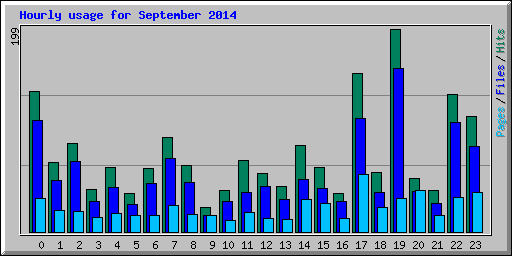 Hourly usage for September 2014
199
Pages/Files/Hits
0 1 2 3 4 5 6 7 8 9 10 11 12 13 14 15 16 17 18 19 20 21 22 23